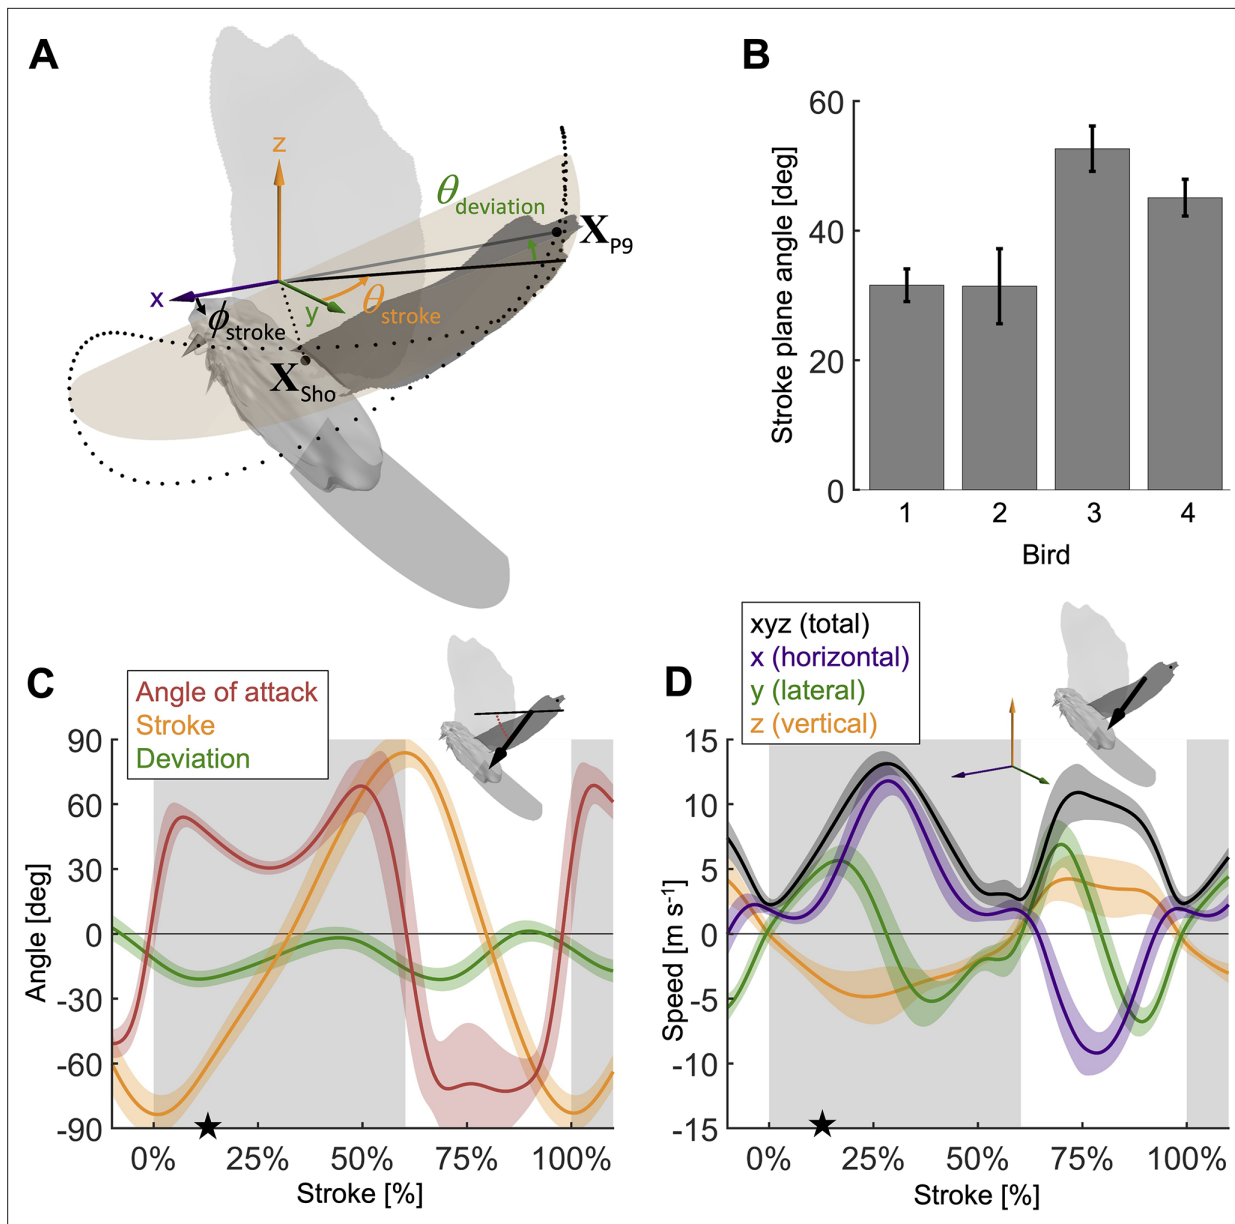 A
z
θdeviation
XP9
x
y
θstroke
ϕstroke
XSho
B
Stroke plane angle [deg]
60
40
20
0
1 2 3 4
Bird
C
Angle of attack
Stroke
Deviation
Angle [deg]
90
60
30
0
-30
-60
-90
0% 25% 50% 75% 100%
Stroke [%]
D
xyz (total)
x (horizontal)
y (lateral)
z (vertical)
Speed [m s-1]
15
10
5
0
-5
-10
-15
0% 25% 50% 75% 100%
Stroke [%]